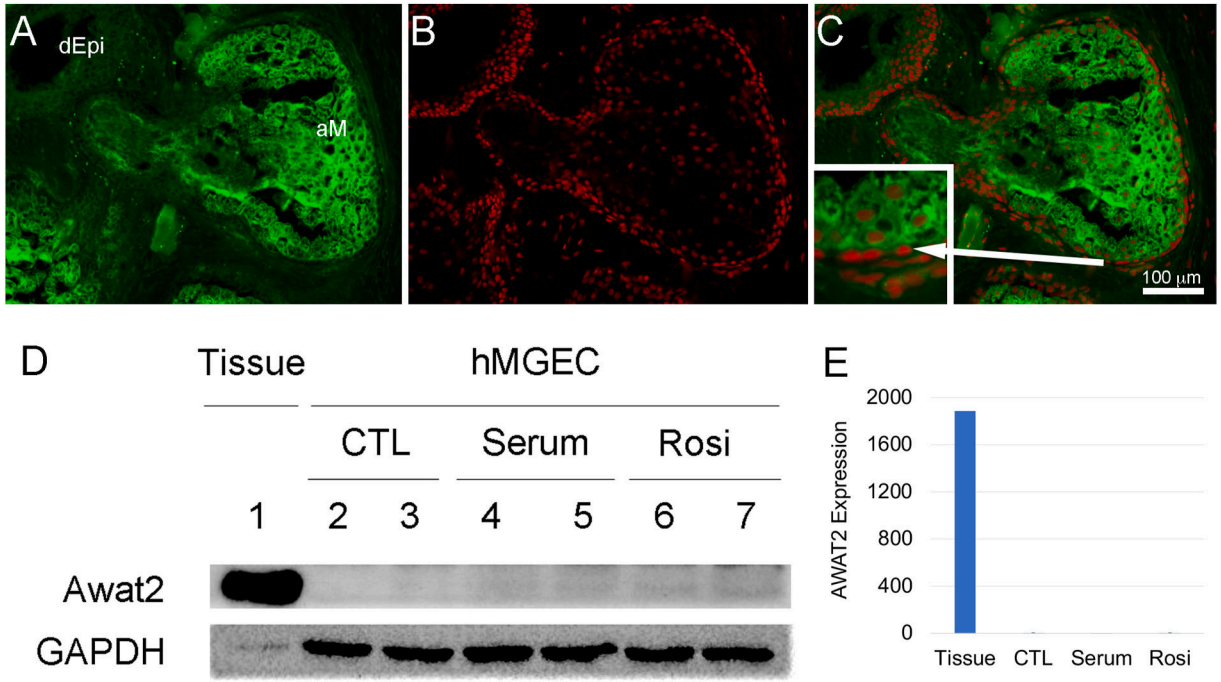 A
dEpi
aM
B
C
100 μm
D
Tissue
hMGEC
CTL
Serum
Rosi
1 2 3 4 5 6 7
Awat2
GAPDH
E
AWAT2 Expression
2000
1600
1200
800
400
0
Tissue CTL Serum Rosi